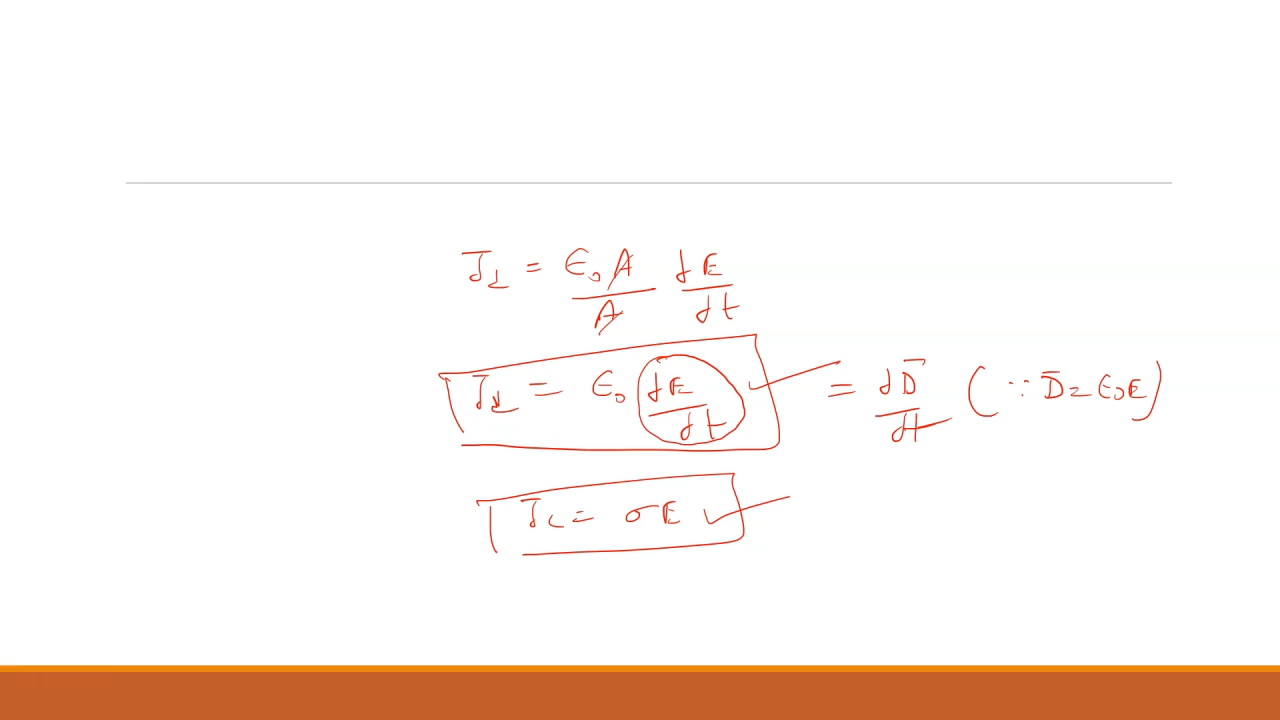 J_d = ε₀A/A dE/dt
J_d = ε₀ dE/dt = dD̅/dt (∵ D̅ = ε₀E)
J_c = σE